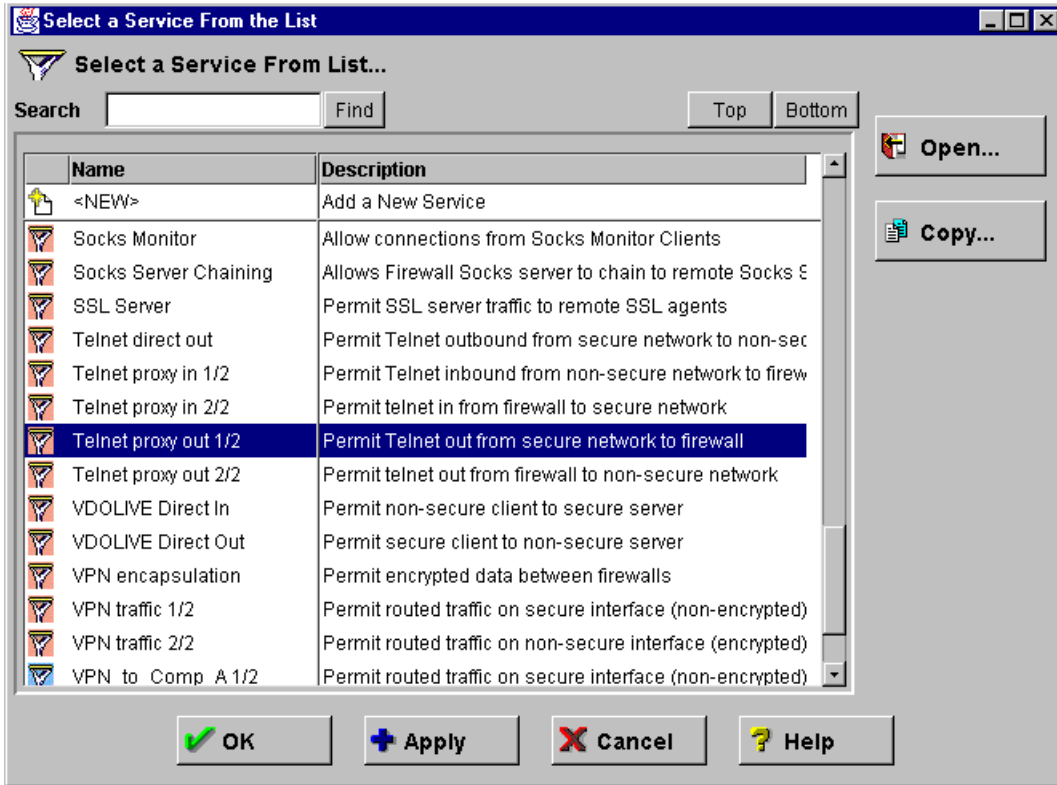 Select a Service From the List
Select a Service From List...
Search Find Top Bottom
Open...
Copy...
Name Description
<NEW> Add a New Service
Socks Monitor Allow connections from Socks Monitor Clients
Socks Server Chaining Allows Firewall Socks server to chain to remote Socks S
SSL Server Permit SSL server traffic to remote SSL agents
Telnet direct out Permit Telnet outbound from secure network to non-sec
Telnet proxy in 1/2 Permit Telnet inbound from non-secure network to firew
Telnet proxy in 2/2 Permit telnet in from firewall to secure network
Telnet proxy out 1/2 Permit Telnet out from secure network to firewall
Telnet proxy out 2/2 Permit telnet out from firewall to non-secure network
VDOLIVE Direct In Permit non-secure client to secure server
VDOLIVE Direct Out Permit secure client to non-secure server
VPN encapsulation Permit encrypted data between firewalls
VPN traffic 1/2 Permit routed traffic on secure interface (non-encrypted)
VPN traffic 2/2 Permit routed traffic on non-secure interface (encrypted)
VPN_to_Comp_A 1/2 Permit routed traffic on secure interface (non-encrypted)
OK Apply Cancel Help